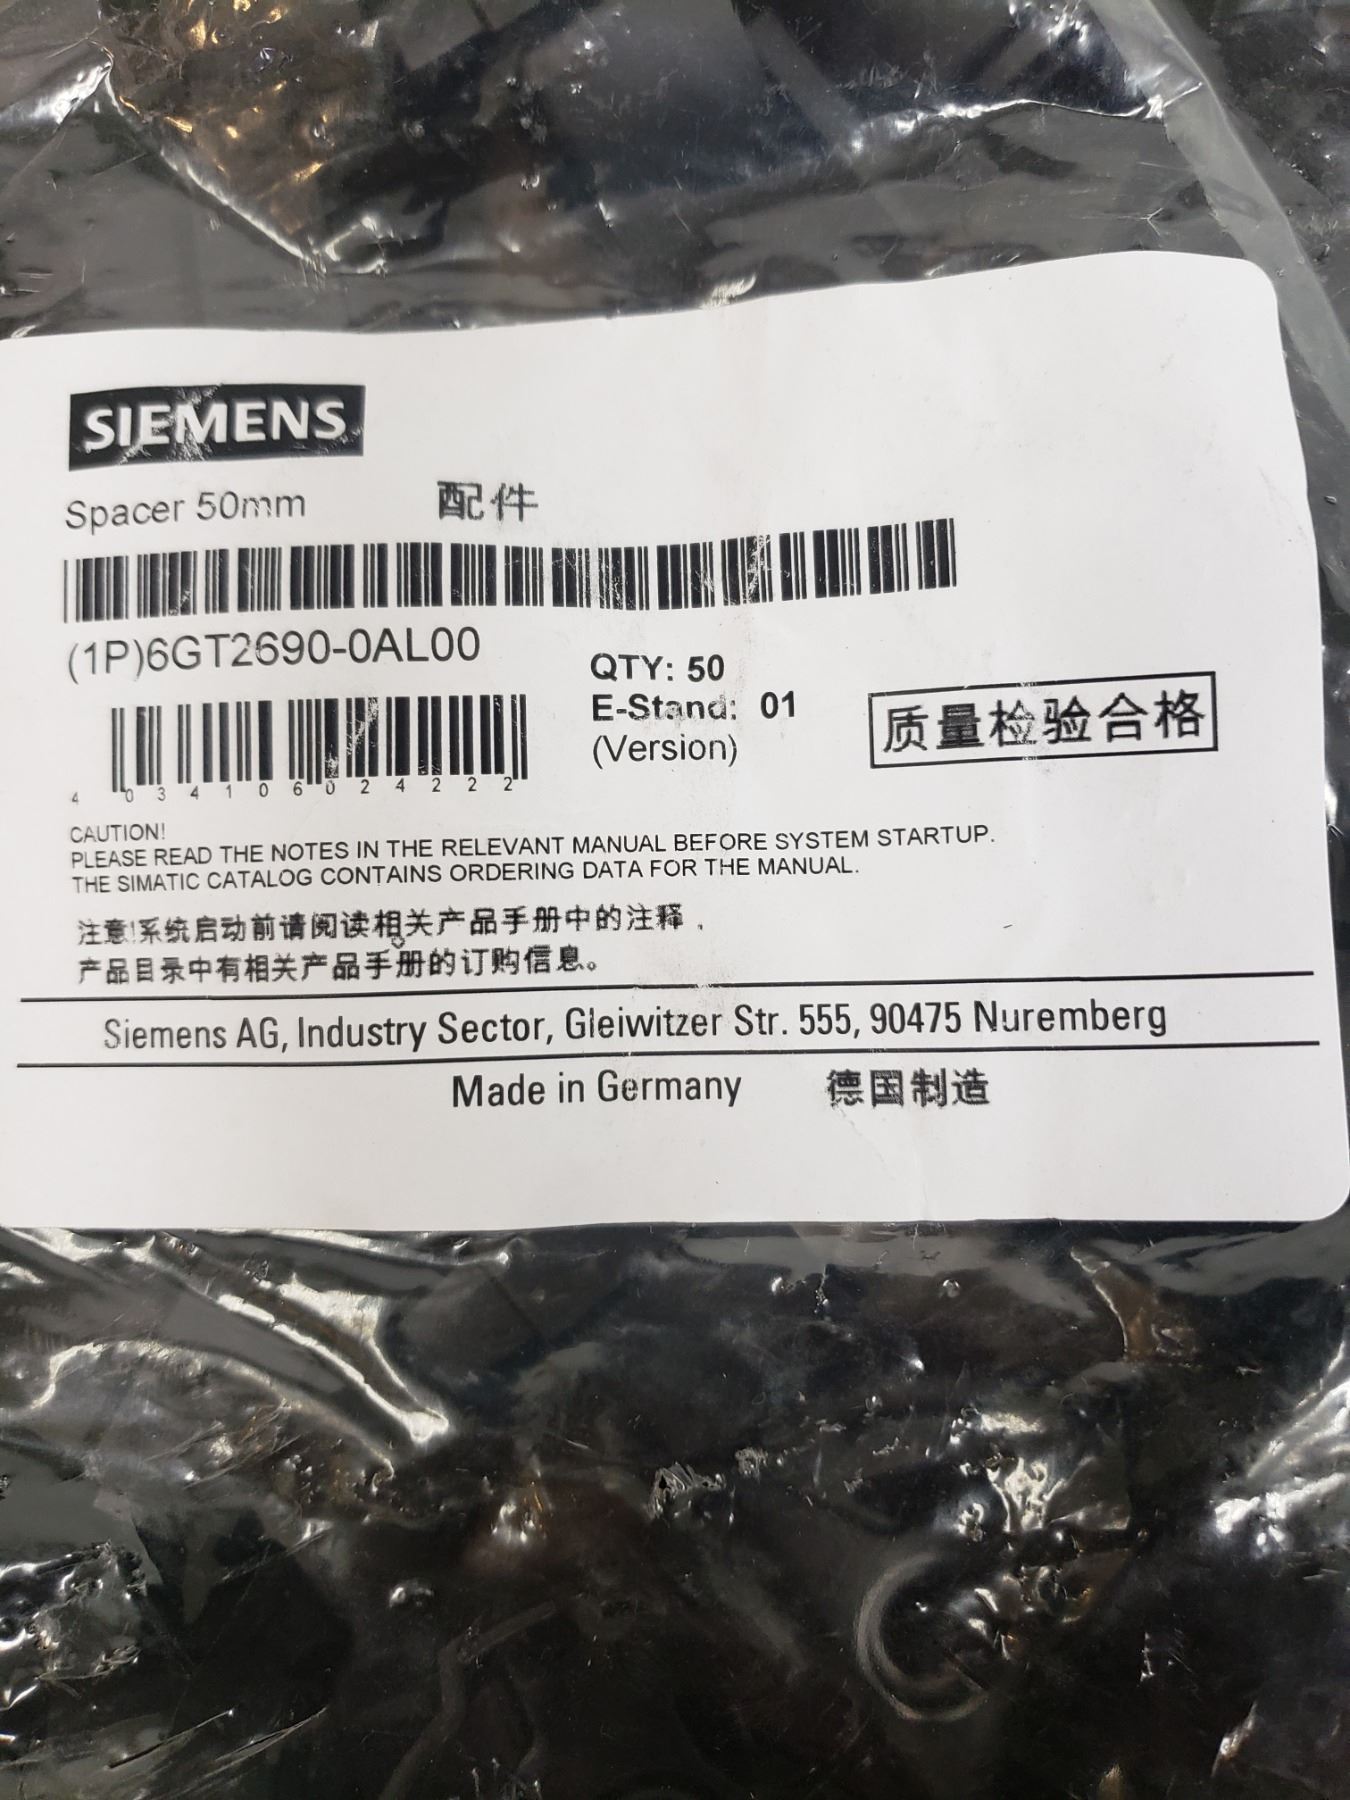 SIEMENS
Spacer 50mm 配件
(1P)6GT2690-0AL00
QTY: 50
E-Stand: 01
(Version)
质量检验合格
4 034106 024222
CAUTION!
PLEASE READ THE NOTES IN THE RELEVANT MANUAL BEFORE SYSTEM STARTUP.
THE SIMATIC CATALOG CONTAINS ORDERING DATA FOR THE MANUAL.
注意!系统启动前请阅读相关产品手册中的注释.
产品目录中有相关产品手册的订购信息。
Siemens AG, Industry Sector, Gleiwitzer Str. 555, 90475 Nuremberg
Made in Germany 德国制造